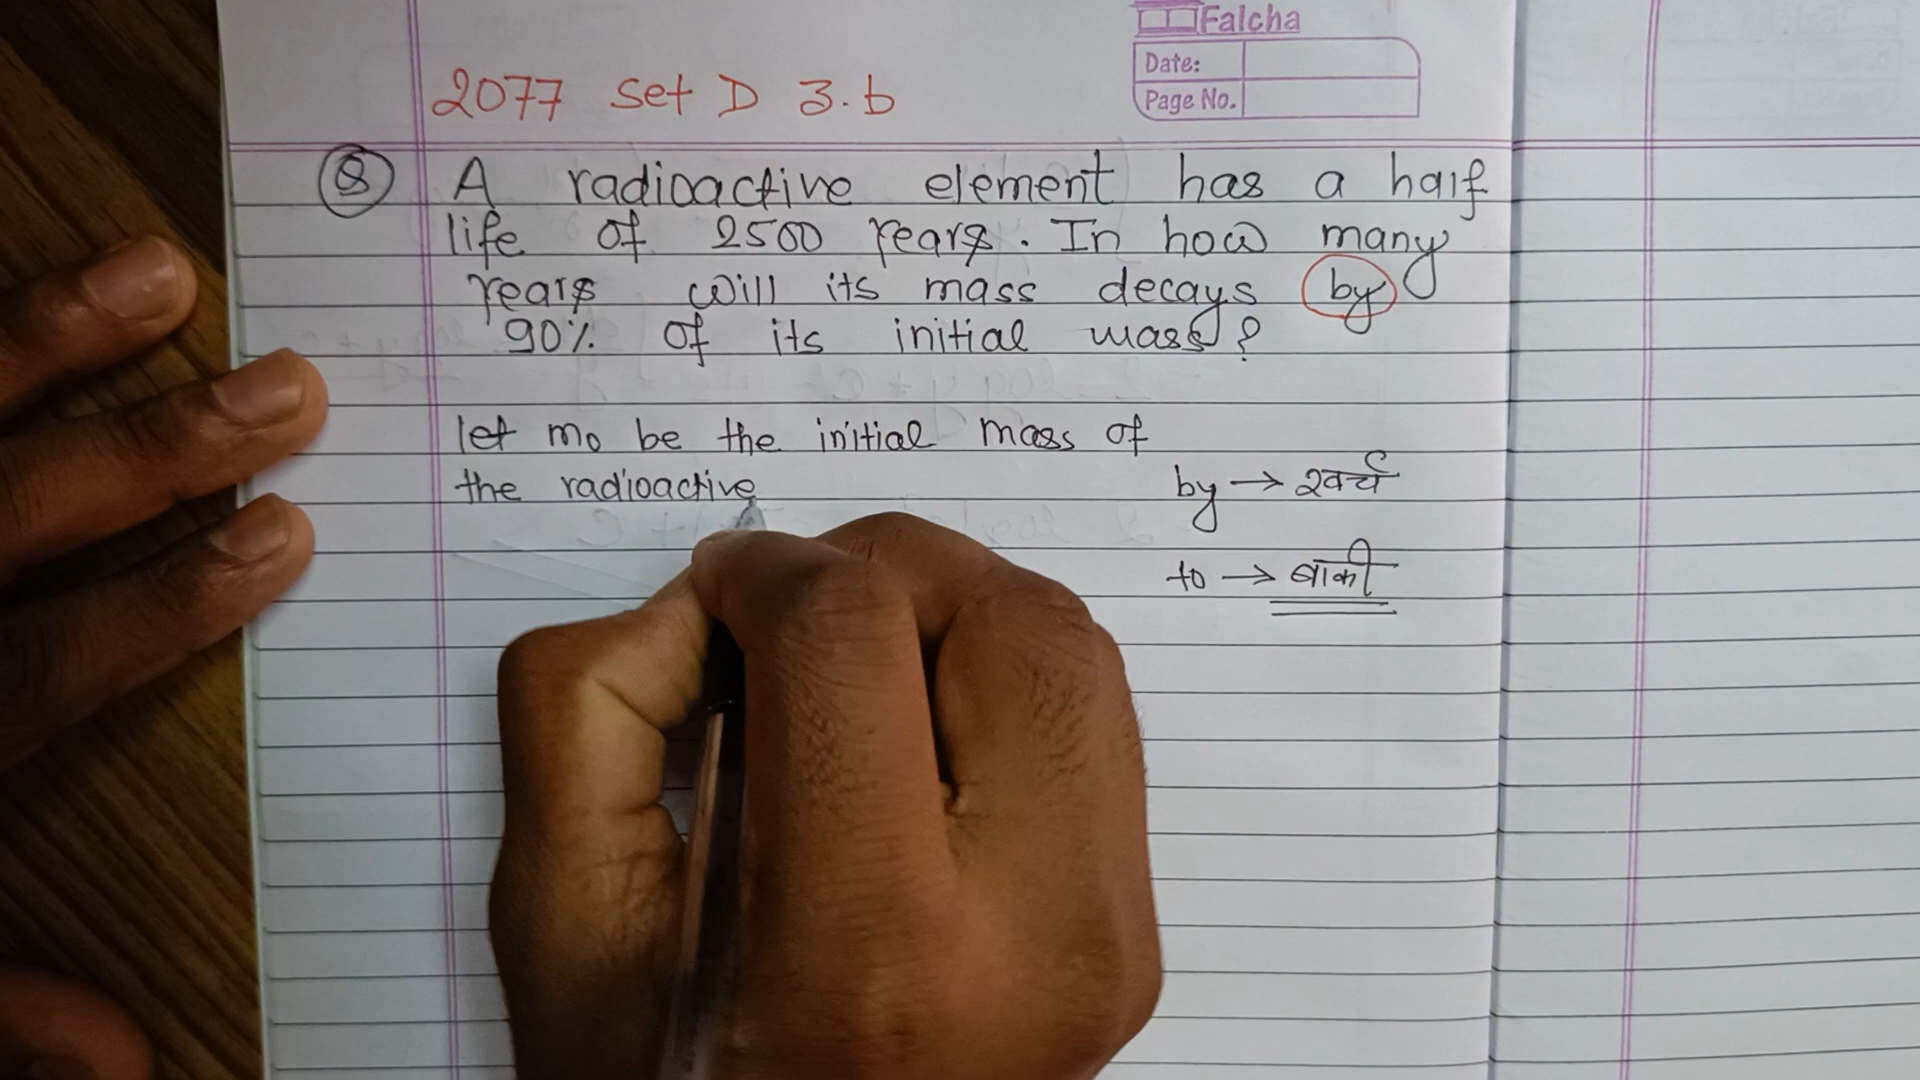 Falcha
Date:
Page No.
2077 Set D 3.b
Q A radioactive element has a half
life of 2500 years. In how many
years will its mass decays by
90% of its initial mass?
let m₀ be the initial mass of
the radioactive
by → खर्च
to → बाकी